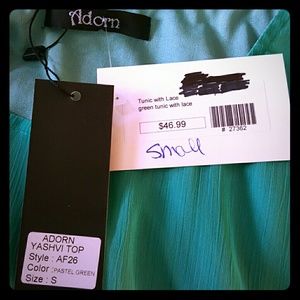 Adorn
Tunic with Lace
green tunic with lace
$46.99
# 27362
small
ADORN
YASHVI TOP
Style : AF26
Color : PASTEL GREEN
Size : S